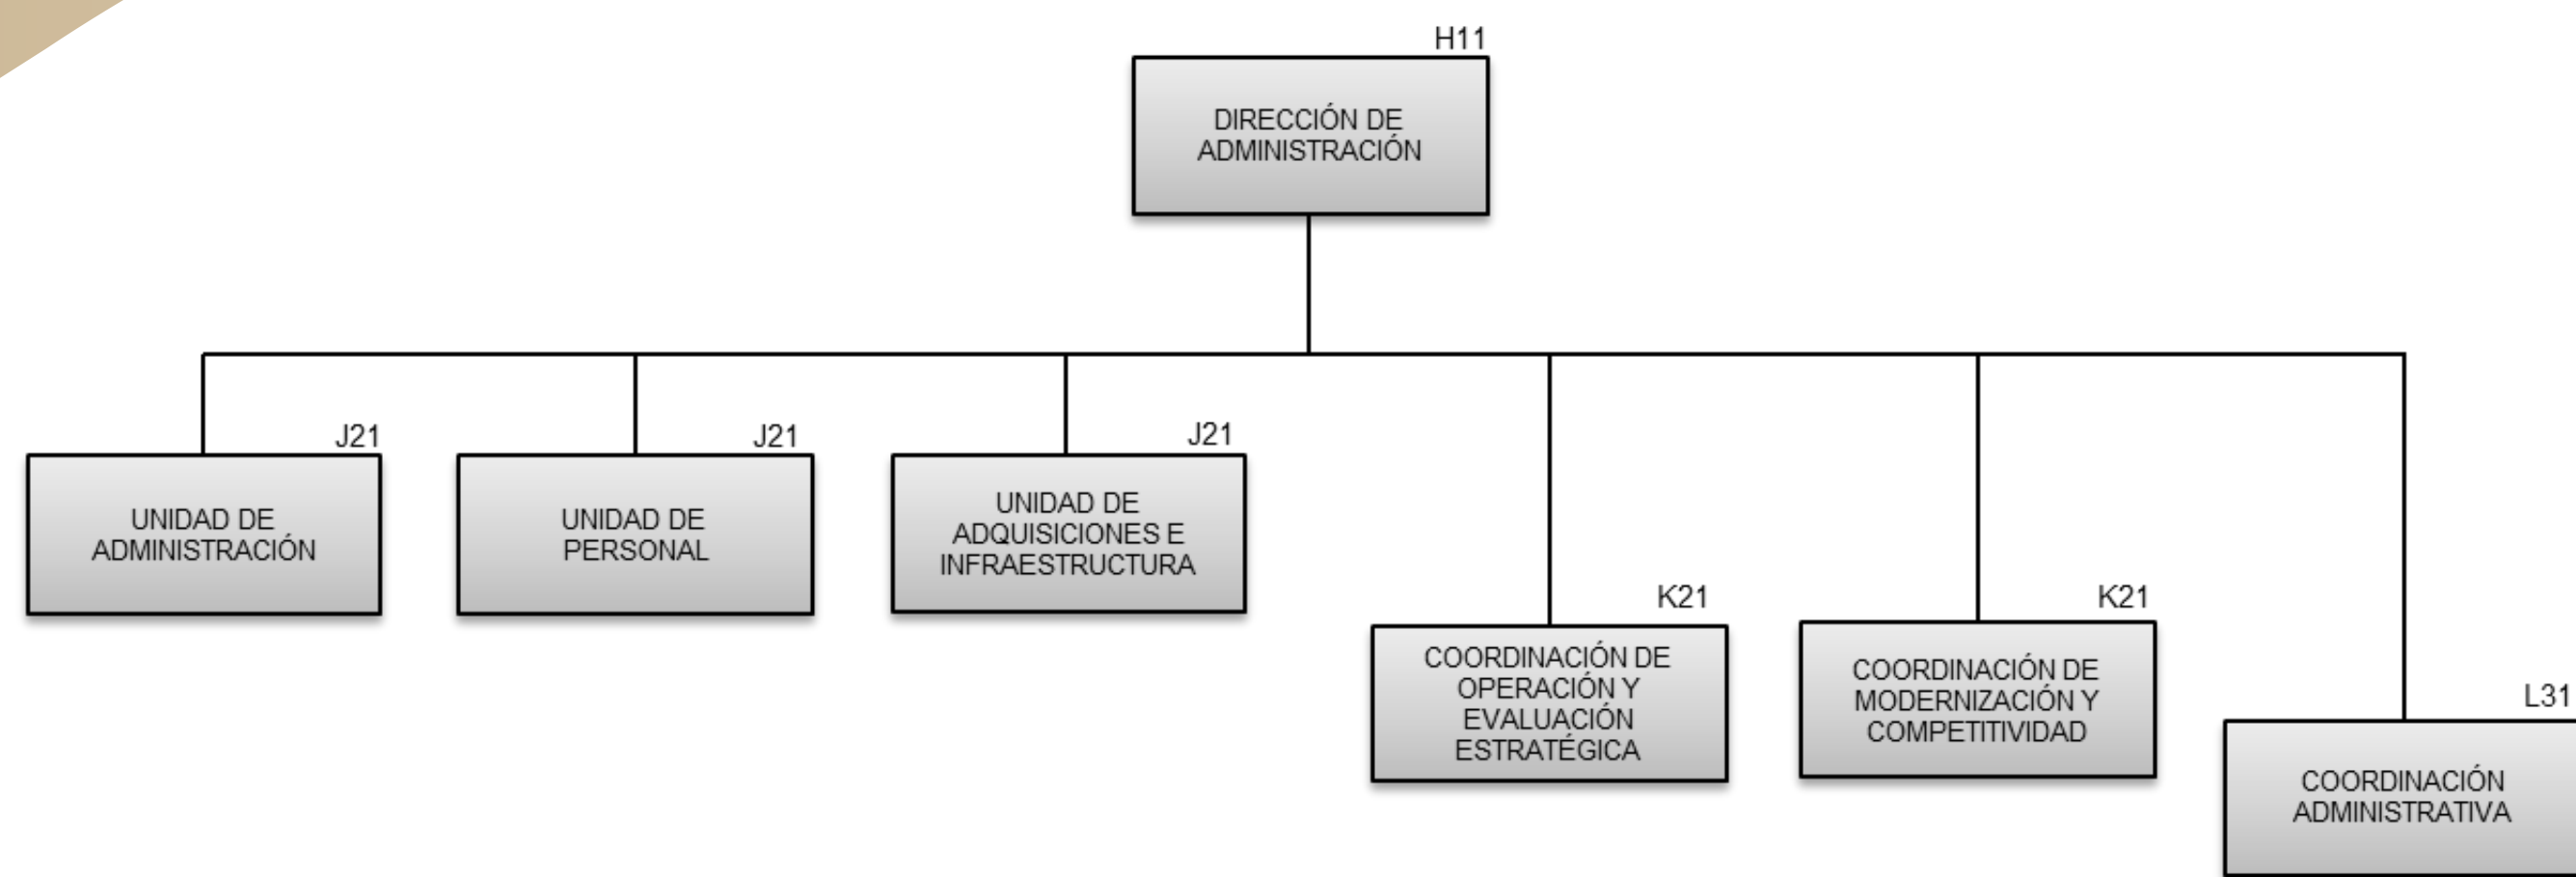 H11
DIRECCIÓN DE
ADMINISTRACIÓN
J21
UNIDAD DE
ADMINISTRACIÓN
J21
UNIDAD DE
PERSONAL
J21
UNIDAD DE
ADQUISICIONES E
INFRAESTRUCTURA
K21
COORDINACIÓN DE
OPERACIÓN Y
EVALUACIÓN
ESTRATÉGICA
K21
COORDINACIÓN DE
MODERNIZACIÓN Y
COMPETITIVIDAD
L31
COORDINACIÓN
ADMINISTRATIVA